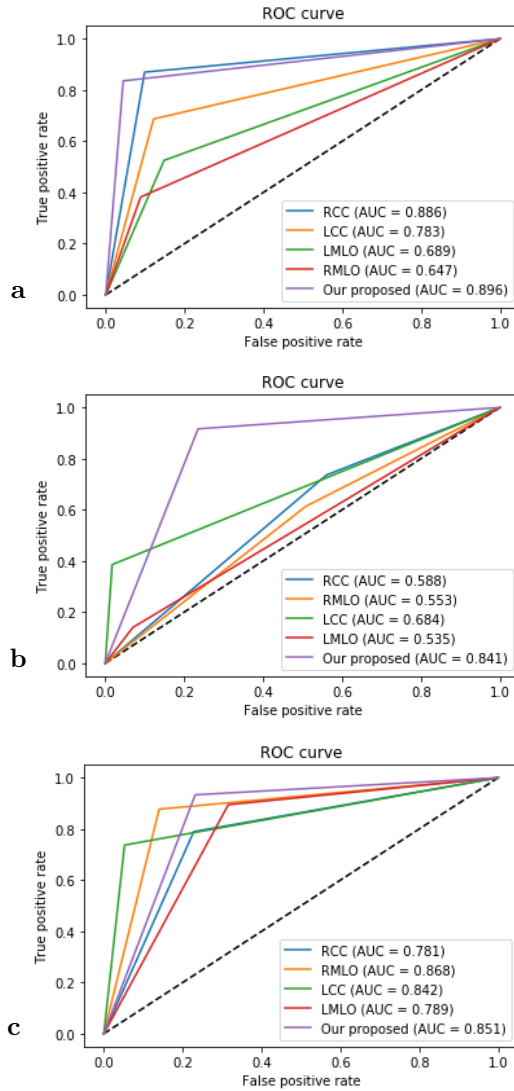 ROC curve
1.0
0.8
0.6
0.4
0.2
0.0
True positive rate
RCC (AUC = 0.886)
LCC (AUC = 0.783)
LMLO (AUC = 0.689)
RMLO (AUC = 0.647)
Our proposed (AUC = 0.896)
a
0.0 0.2 0.4 0.6 0.8 1.0
False positive rate
ROC curve
1.0
0.8
0.6
0.4
0.2
0.0
True positive rate
RCC (AUC = 0.588)
RMLO (AUC = 0.553)
LCC (AUC = 0.684)
LMLO (AUC = 0.535)
Our proposed (AUC = 0.841)
b
0.0 0.2 0.4 0.6 0.8 1.0
False positive rate
ROC curve
1.0
0.8
0.6
0.4
0.2
0.0
True positive rate
RCC (AUC = 0.781)
RMLO (AUC = 0.868)
LCC (AUC = 0.842)
LMLO (AUC = 0.789)
Our proposed (AUC = 0.851)
c
0.0 0.2 0.4 0.6 0.8 1.0
False positive rate